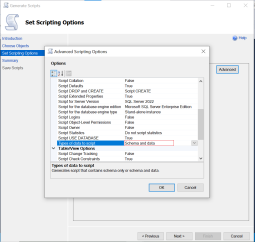 Generate Scripts
Set Scripting Options
Introduction
Choose Objects
Set Scripting Options
Summary
Save Scripts
Help
Advanced
Advanced Scripting Options
Options
Script Collation False
Script Defaults True
Script DROP and CREATE Script CREATE
Script Extended Properties True
Script for Server Version SQL Server 2022
Script for the database engine edition Microsoft SQL Server Enterprise Edition
Script for the database engine type Stand-alone instance
Script Logins False
Script Object-Level Permissions False
Script Owner False
Script Statistics Do not script statistics
Script USE DATABASE True
Types of data to script Schema and data
Table/View Options
Script Change Tracking False
Script Check Constraints True
Types of data to script
Generates script that contains schema only or schema and data.
OK Cancel
< Previous Next > Cancel